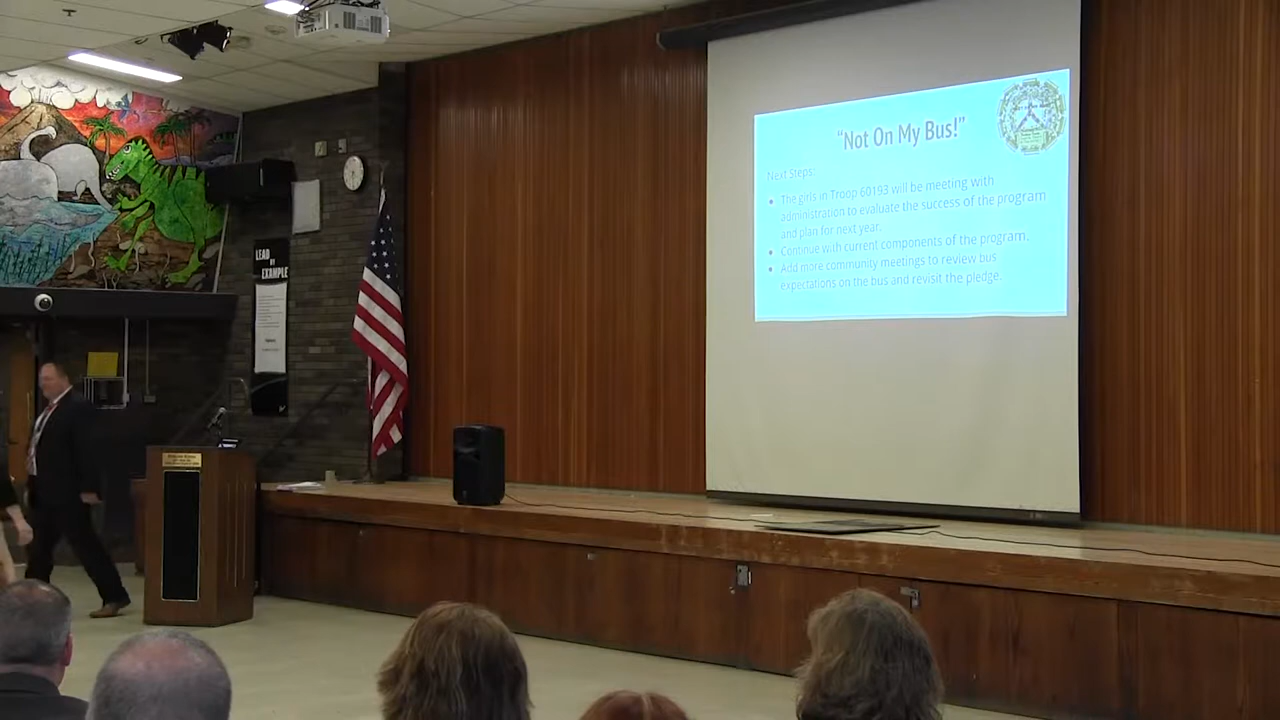 “Not On My Bus!”
Next Steps:
• The girls in Troop 60193 will be meeting with
administration to evaluate the success of the program
and plan for next year.
• Continue with current components of the program.
• Add more community meetings to review bus
expectations on the bus and revisit the pledge.
LEAD
BY
EXAMPLE